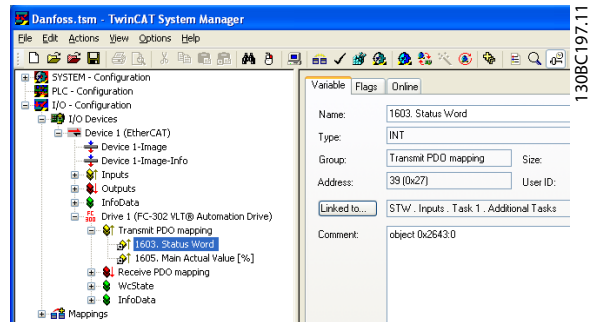 Danfoss.tsm - TwinCAT System Manager
File Edit Actions View Options Help
SYSTEM - Configuration
PLC - Configuration
I/O - Configuration
I/O Devices
Device 1 (EtherCAT)
Device 1-Image
Device 1-Image-Info
Inputs
Outputs
InfoData
FC 300 Drive 1 (FC-302 VLT® Automation Drive)
Transmit PDO mapping
1603. Status Word
1605. Main Actual Value [%]
Receive PDO mapping
WcState
InfoData
Mappings
Variable Flags Online
Name: 1603. Status Word
Type: INT
Group: Transmit PDO mapping Size:
Address: 39 (0x27) User ID:
Linked to... STW . Inputs . Task 1 . Additional Tasks
Comment: object 0x2643:0
130BC197.11